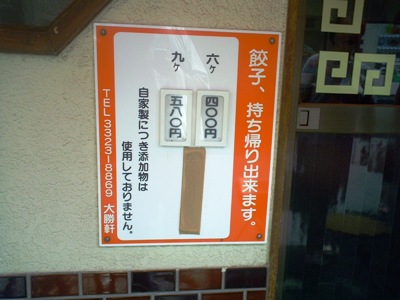 餃子、持ち帰り出来ます。
六ヶ
四〇〇円
九ヶ
五八〇円
自家製につき添加物は
使用しておりません。
TEL 3323-8869 大勝軒